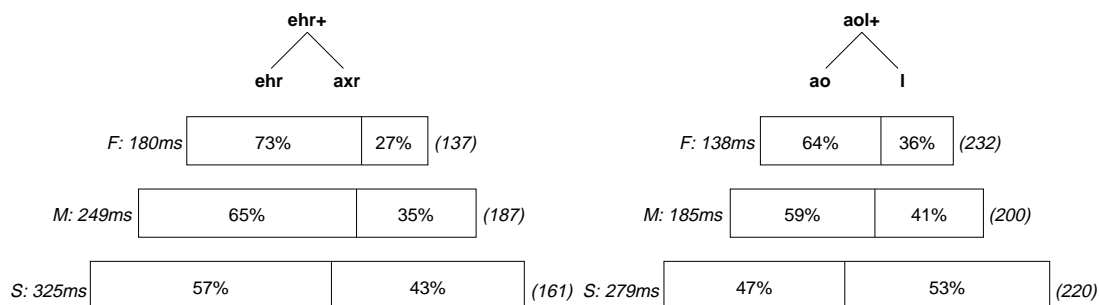 ehr+ aol+
ehr axr ao l
F: 180ms 73% 27% (137) F: 138ms 64% 36% (232)
M: 249ms 65% 35% (187) M: 185ms 59% 41% (200)
S: 325ms 57% 43% (161) S: 279ms 47% 53% (220)